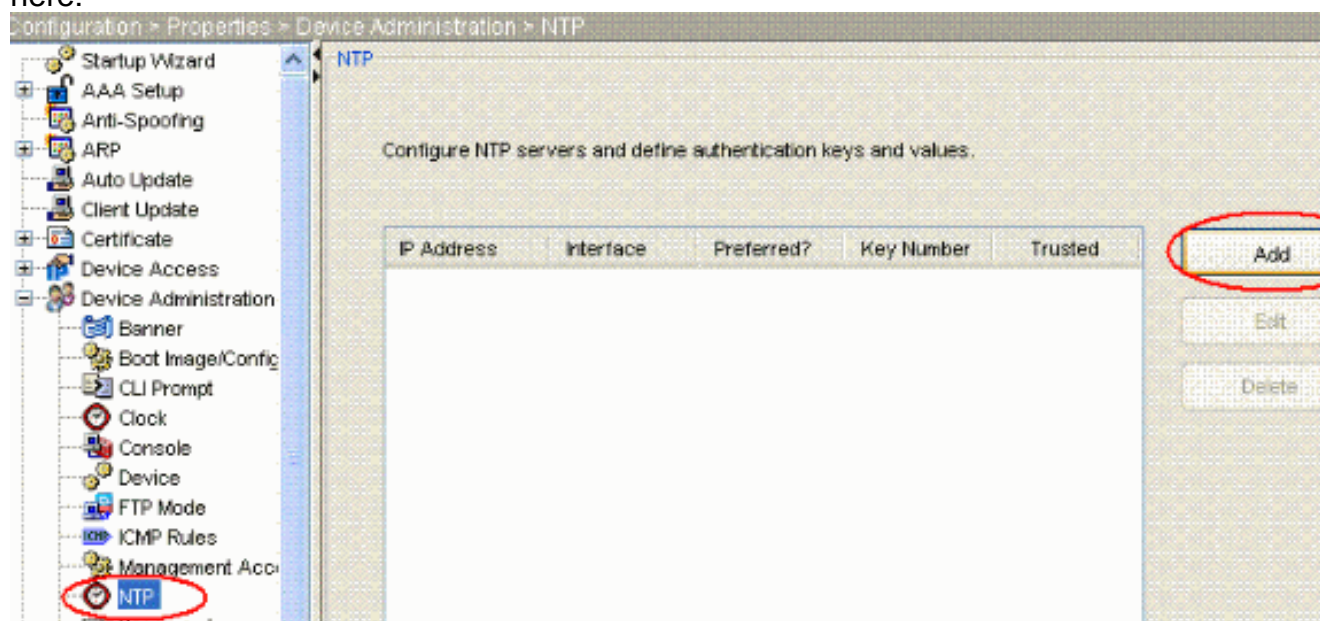 here.
Configuration > Properties > Device Administration > NTP
Startup Wizard
AAA Setup
Anti-Spoofing
ARP
Auto Update
Client Update
Certificate
Device Access
Device Administration
Banner
Boot Image/Config
CLI Prompt
Clock
Console
Device
FTP Mode
ICMP
ICMP Rules
Management Acc
NTP
NTP
Configure NTP servers and define authentication keys and values.
IP Address Interface Preferred? Key Number Trusted
Add
Edit
Delete